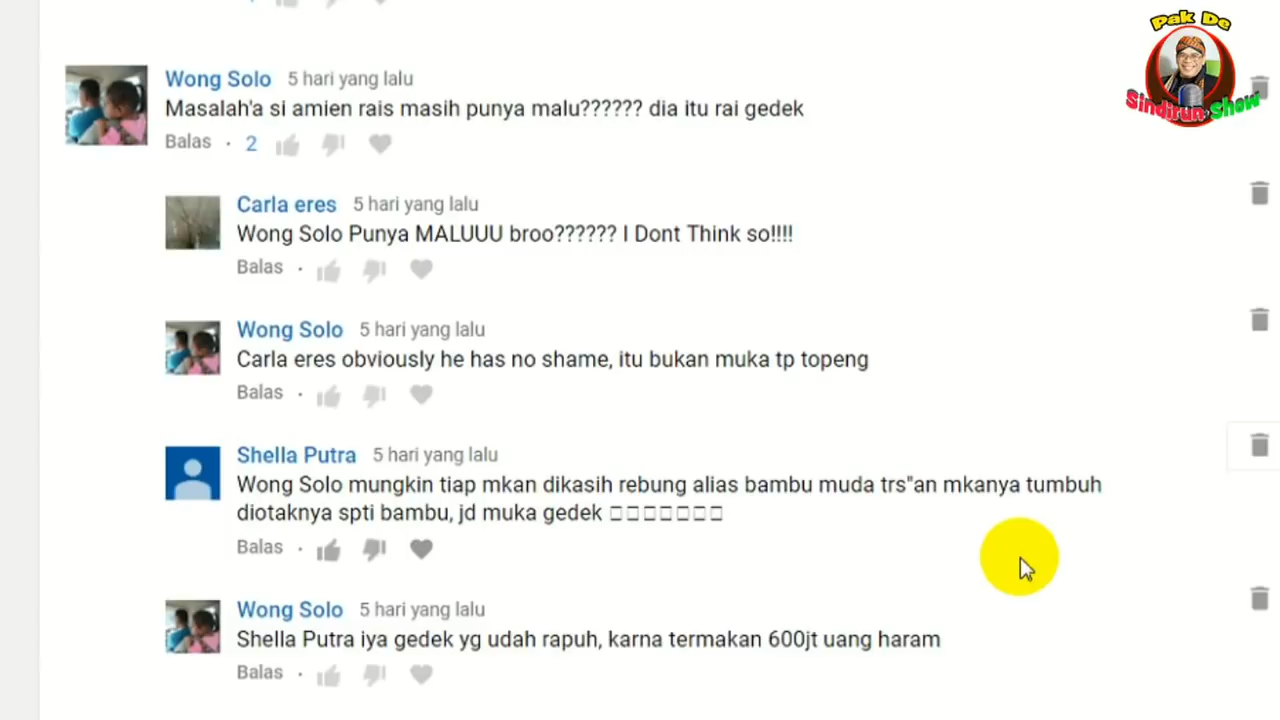 Pak De
Sindirun Show
Wong Solo 5 hari yang lalu
Masalah'a si amien rais masih punya malu?????? dia itu rai gedek
Balas · 2
Carla eres 5 hari yang lalu
Wong Solo Punya MALUUU broo?????? I Dont Think so!!!!
Balas ·
Wong Solo 5 hari yang lalu
Carla eres obviously he has no shame, itu bukan muka tp topeng
Balas ·
Shella Putra 5 hari yang lalu
Wong Solo mungkin tiap mkan dikasih rebung alias bambu muda trs"an mkanya tumbuh
diotaknya spti bambu, jd muka gedek □□□□□□□
Balas ·
Wong Solo 5 hari yang lalu
Shella Putra iya gedek yg udah rapuh, karna termakan 600jt uang haram
Balas ·